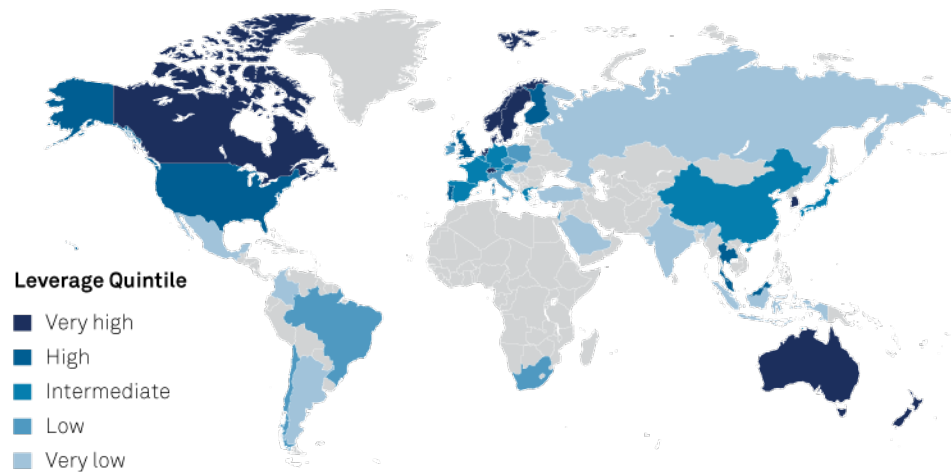 Leverage Quintile
Very high
High
Intermediate
Low
Very low